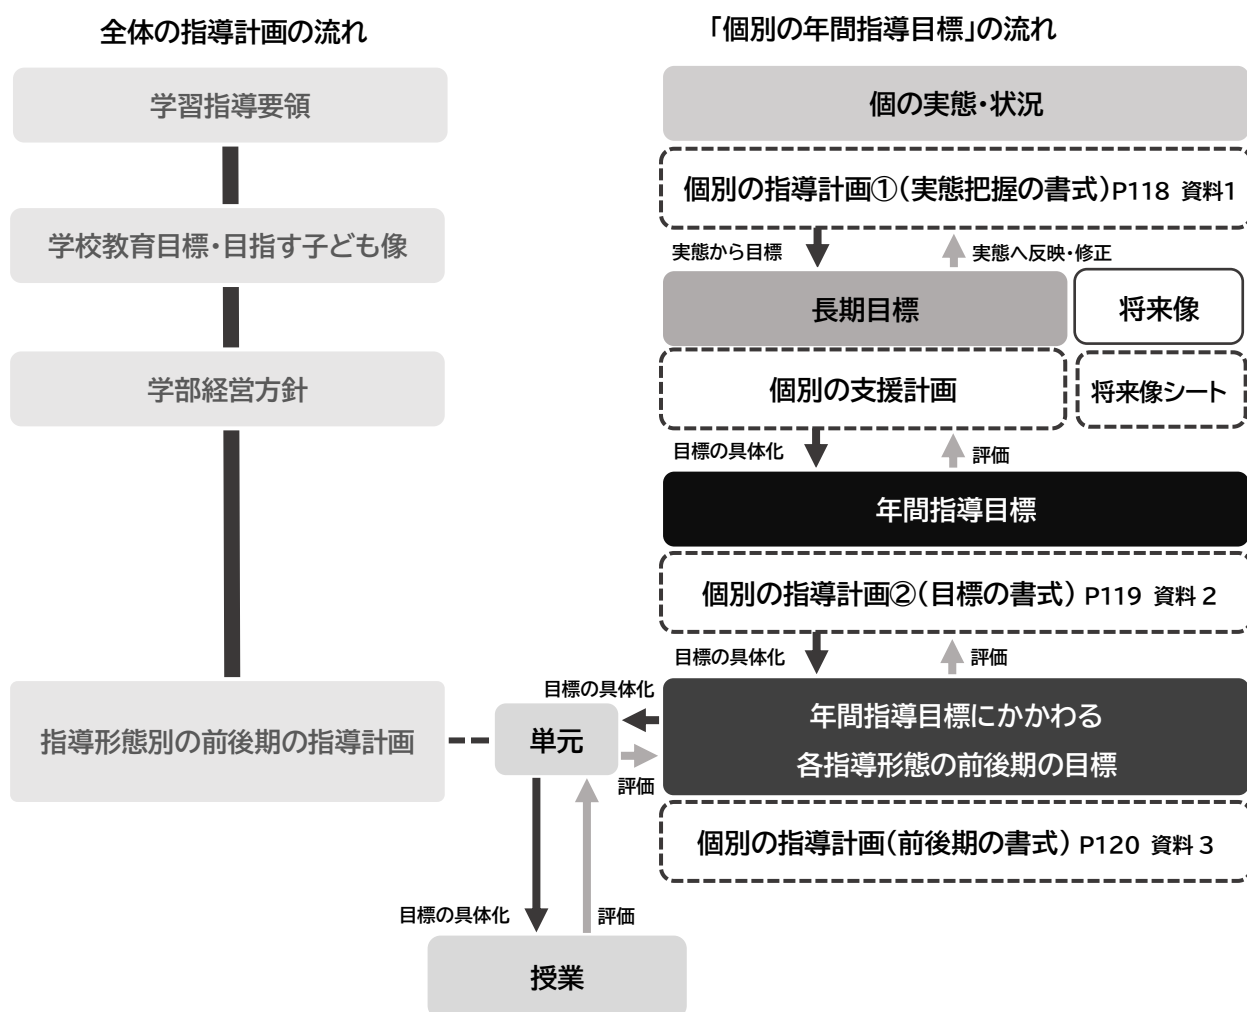 全体の指導計画の流れ
学習指導要領
学校教育目標・目指す子ども像
学部経営方針
指導形態別の前後期の指導計画
「個別の年間指導目標」の流れ
個の実態・状況
個別の指導計画①(実態把握の書式)P118 資料1
実態から目標
実態へ反映・修正
長期目標
将来像
個別の支援計画
将来像シート
目標の具体化
評価
年間指導目標
個別の指導計画②(目標の書式) P119 資料 2
目標の具体化
評価
年間指導目標にかかわる
各指導形態の前後期の目標
個別の指導計画(前後期の書式) P120 資料 3
目標の具体化
単元
評価
目標の具体化
評価
授業